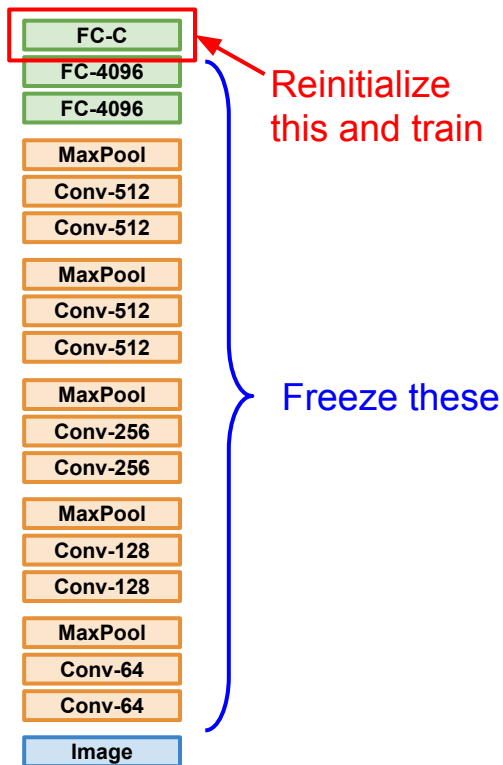 FC-C
FC-4096
FC-4096
MaxPool
Conv-512
Conv-512
MaxPool
Conv-512
Conv-512
MaxPool
Conv-256
Conv-256
MaxPool
Conv-128
Conv-128
MaxPool
Conv-64
Conv-64
Image
Reinitialize
this and train
Freeze these